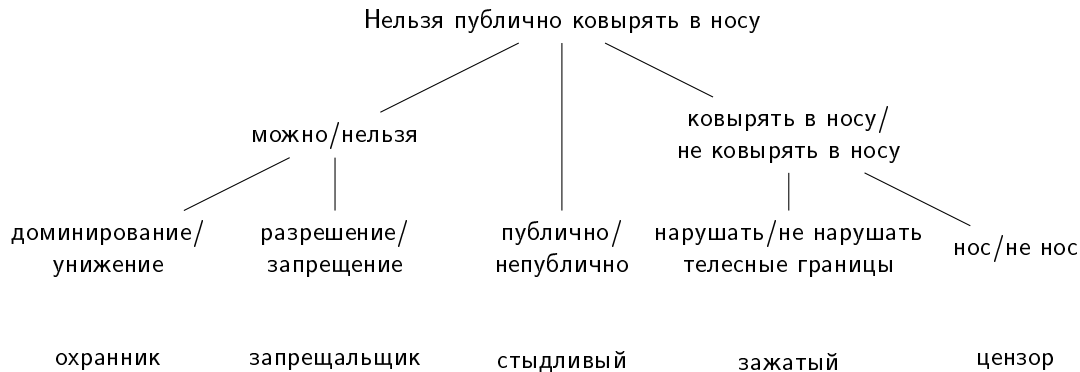 Нельзя публично ковырять в носу
можно/нельзя
ковырять в носу/
не ковырять в носу
доминирование/
унижение
разрешение/
запрещение
публично/
непублично
нарушать/не нарушать
телесные границы
нос/не нос
охранник
запрещальщик
стыдливый
зажатый
цензор